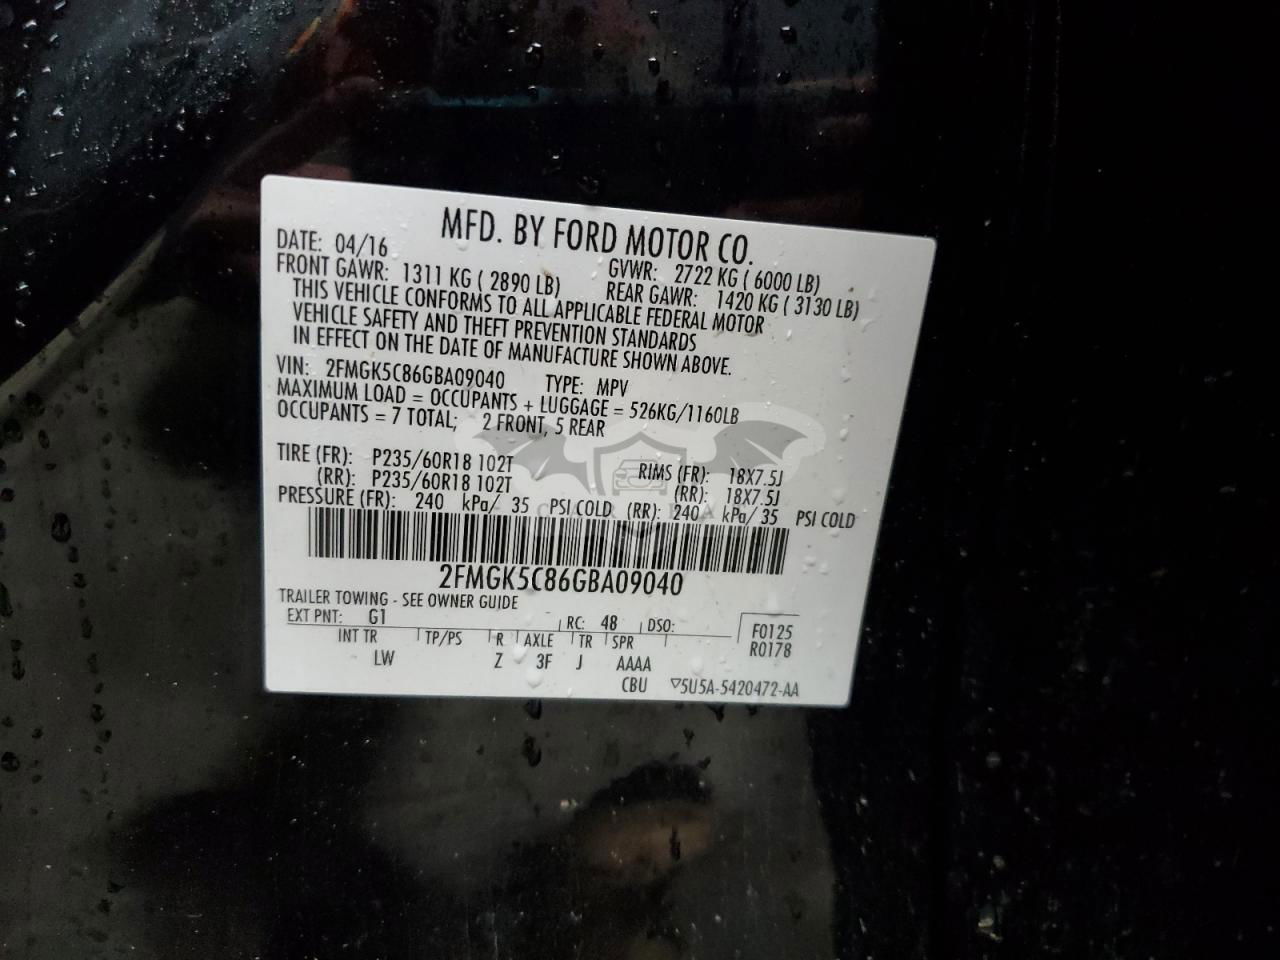 MFD. BY FORD MOTOR CO.
DATE: 04/16 GVWR: 2722 KG ( 6000 LB)
FRONT GAWR: 1311 KG ( 2890 LB) REAR GAWR: 1420 KG ( 3130 LB)
THIS VEHICLE CONFORMS TO ALL APPLICABLE FEDERAL MOTOR
VEHICLE SAFETY AND THEFT PREVENTION STANDARDS
IN EFFECT ON THE DATE OF MANUFACTURE SHOWN ABOVE.
VIN: 2FMGK5C86GBA09040 TYPE: MPV
MAXIMUM LOAD = OCCUPANTS + LUGGAGE = 526KG/1160LB
OCCUPANTS = 7 TOTAL; 2 FRONT, 5 REAR
TIRE (FR): P235/60R18 102T RIMS (FR): 18X7.5J
(RR): P235/60R18 102T (RR): 18X7.5J
PRESSURE (FR): 240 kPa/ 35 PSI COLD (RR): 240 kPa/ 35 PSI COLD
2FMGK5C86GBA09040
TRAILER TOWING - SEE OWNER GUIDE
EXT PNT: G1 RC: 48 DSO: F0125
INT TR TP/PS R AXLE TR SPR R0178
LW Z 3F J AAAA
CBU ▽5U5A-5420472-AA